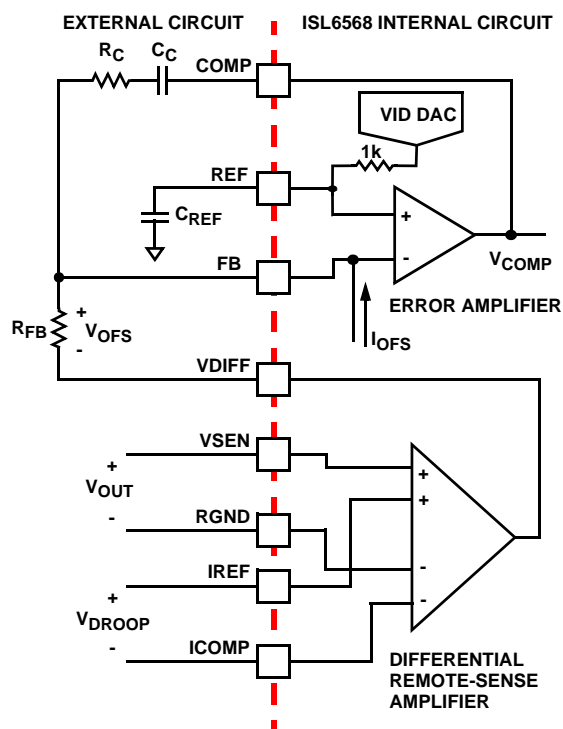 EXTERNAL CIRCUIT
ISL6568 INTERNAL CIRCUIT
RC
CC
COMP
VID DAC
1k
REF
CREF
+
-
VCOMP
FB
ERROR AMPLIFIER
IOFS
RFB
+
VOFS
-
VDIFF
VSEN
+
VOUT
-
RGND
IREF
+
VDROOP
-
ICOMP
+
+
-
-
DIFFERENTIAL
REMOTE-SENSE
AMPLIFIER